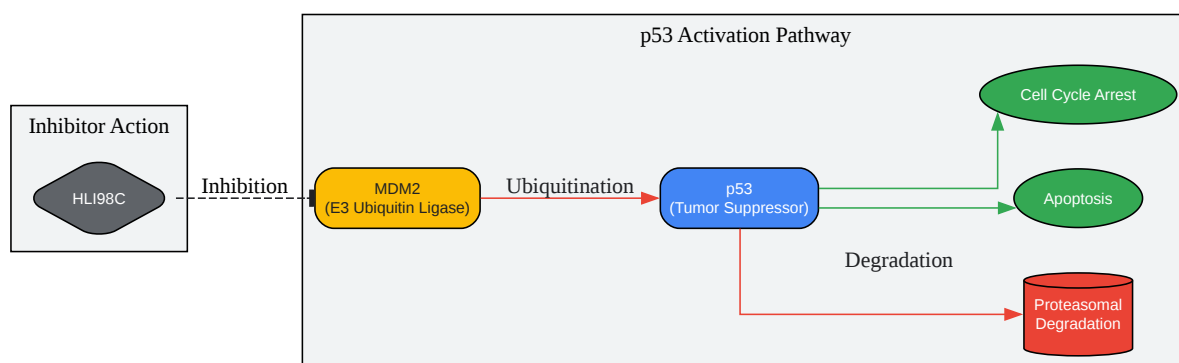 p53 Activation Pathway
Cell Cycle Arrest
Inhibitor Action
HLI98C
Inhibition
MDM2
(E3 Ubiquitin Ligase)
Ubiquitination
p53
(Tumor Suppressor)
Apoptosis
Degradation
Proteasomal
Degradation